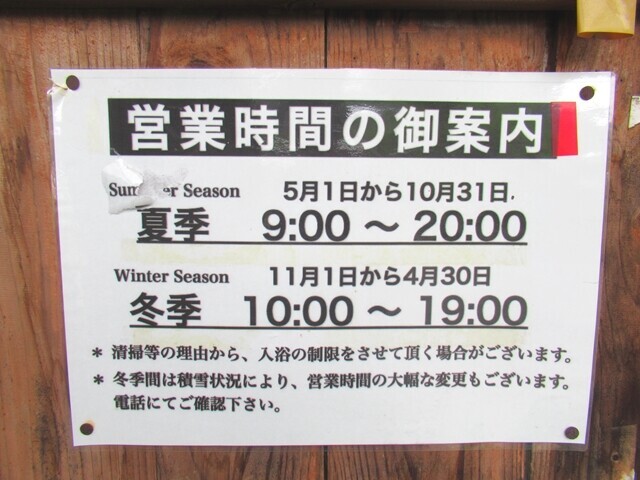 営業時間の御案内
Summer Season 5月1日から10月31日.
夏季 9:00 ～ 20:00
Winter Season 11月1日から4月30日
冬季 10:00 ～ 19:00
* 清掃等の理由から、入浴の制限をさせて頂く場合がございます。
* 冬季間は積雪状況により、営業時間の大幅な変更もございます。
電話にてご確認下さい。